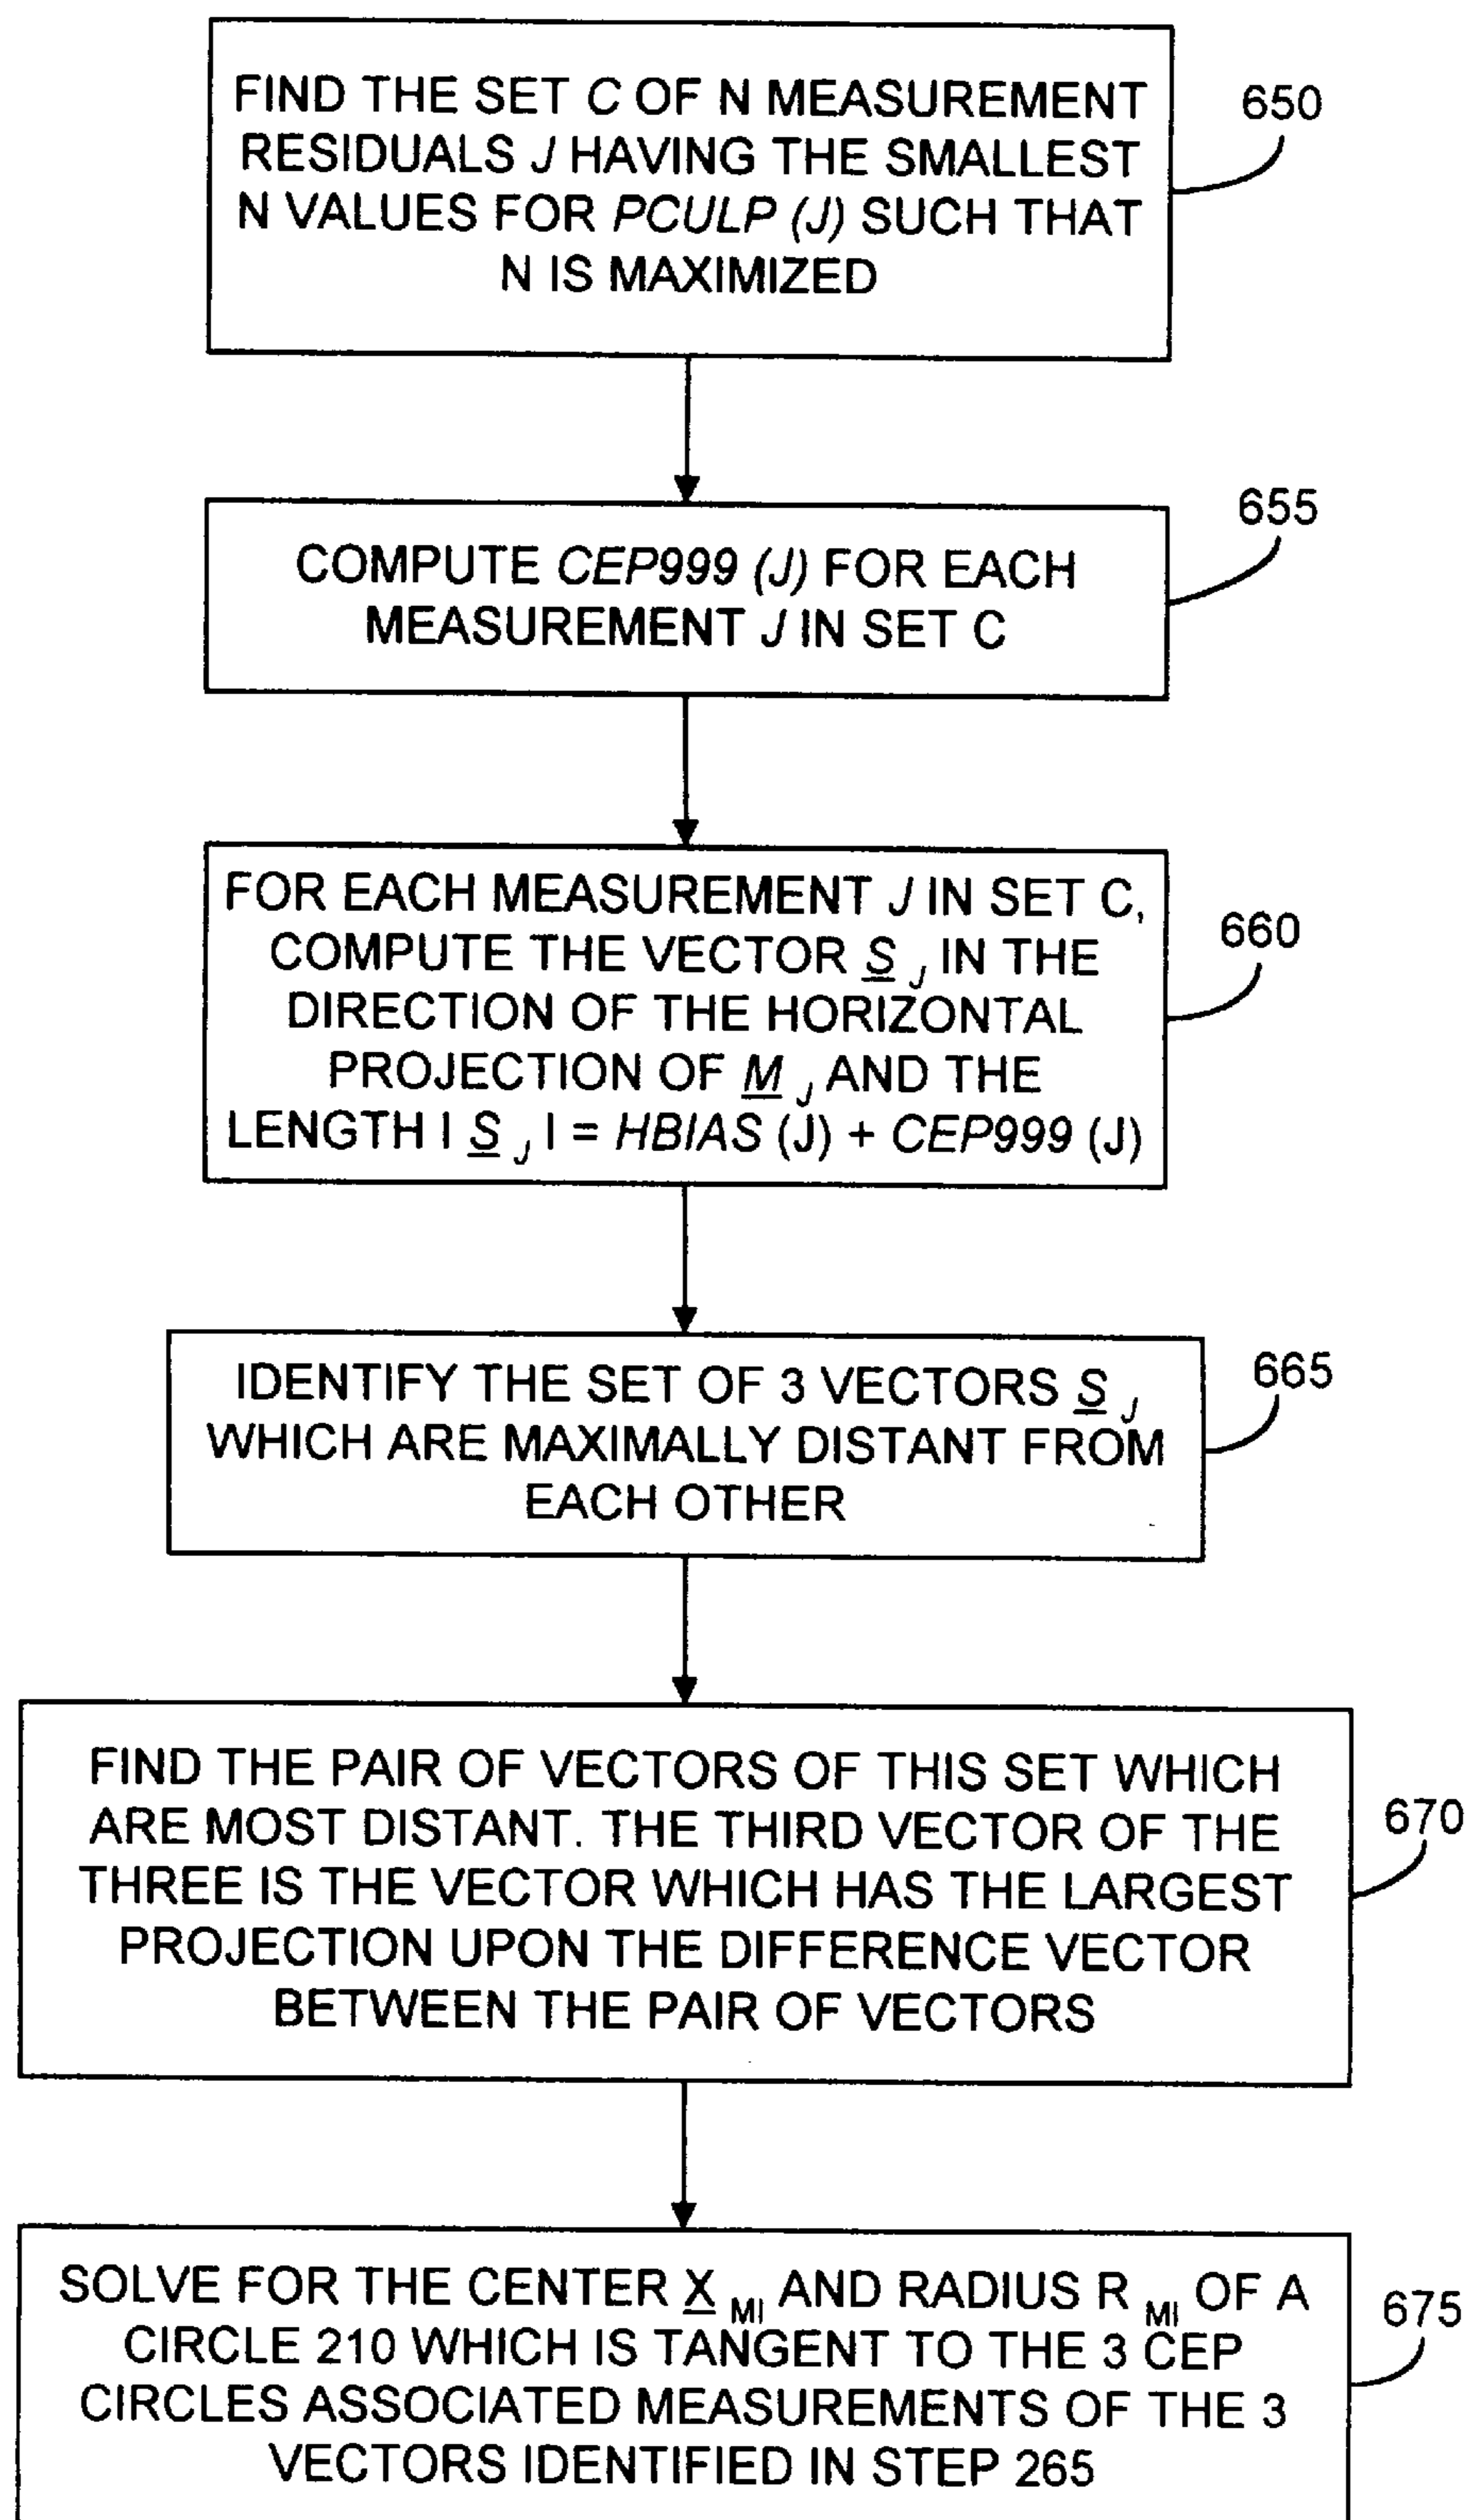 FIND THE SET C OF N MEASUREMENT
RESIDUALS J HAVING THE SMALLEST
N VALUES FOR PCULP (J) SUCH THAT
N IS MAXIMIZED
650
COMPUTE CEP999 (J) FOR EACH
MEASUREMENT J IN SET C
655
FOR EACH MEASUREMENT J IN SET C,
COMPUTE THE VECTOR S J IN THE
DIRECTION OF THE HORIZONTAL
PROJECTION OF M J AND THE
LENGTH I S J I = HBIAS (J) + CEP999 (J)
660
IDENTIFY THE SET OF 3 VECTORS S J
WHICH ARE MAXIMALLY DISTANT FROM
EACH OTHER
665
FIND THE PAIR OF VECTORS OF THIS SET WHICH
ARE MOST DISTANT. THE THIRD VECTOR OF THE
THREE IS THE VECTOR WHICH HAS THE LARGEST
PROJECTION UPON THE DIFFERENCE VECTOR
BETWEEN THE PAIR OF VECTORS
670
SOLVE FOR THE CENTER X MI AND RADIUS R MI OF A
CIRCLE 210 WHICH IS TANGENT TO THE 3 CEP
CIRCLES ASSOCIATED MEASUREMENTS OF THE 3
VECTORS IDENTIFIED IN STEP 265
675